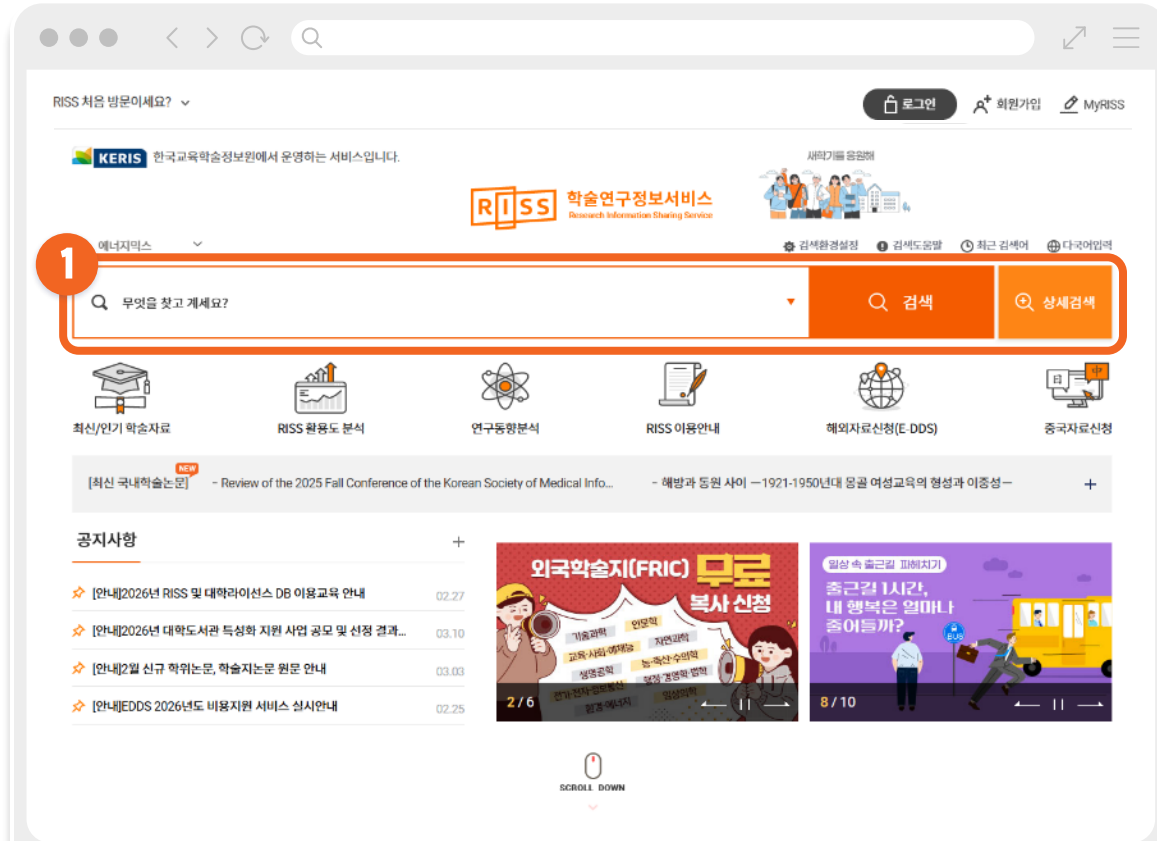 RISS 처음 방문이세요?
로그인 회원가입 MyRISS
KERIS 한국교육학술정보원에서 운영하는 서비스입니다.
새학기를 응원해
RISS 학술연구정보서비스
Research Information Sharing Service
에너지믹스
검색환경설정 검색도움말 최근 검색어 다국어입력
1
무엇을 찾고 계세요? 검색 상세검색
최신/인기 학술자료 RISS 활용도 분석 연구동향분석 RISS 이용안내 해외자료신청(E-DDS) 중국자료신청
NEW
[최신 국내학술논문] - Review of the 2025 Fall Conference of the Korean Society of Medical Info... - 해방과 동원 사이 ―1921-1950년대 몽골 여성교육의 형성과 이중성―
공지사항
[안내]2026년 RISS 및 대학라이선스 DB 이용교육 안내 02.27
[안내]2026년 대학도서관 특성화 지원 사업 공모 및 선정 결과... 03.10
[안내]2월 신규 학위논문, 학술지논문 원문 안내 03.03
[안내]EDDS 2026년도 비용지원 서비스 실시안내 02.25
외국학술지(FRIC) 무료
복사 신청
기술과학 인문학
교육·사회·예체능 자연과학
생명공학 농·축산·수의학
전기·전자·정보통신 행정·경영학·법학
환경·에너지 임상의학
2/6
일상 속 출근길 파헤치기
출근길 1시간,
내 행복은 얼마나
줄어들까?
BUS
8/10
SCROLL DOWN